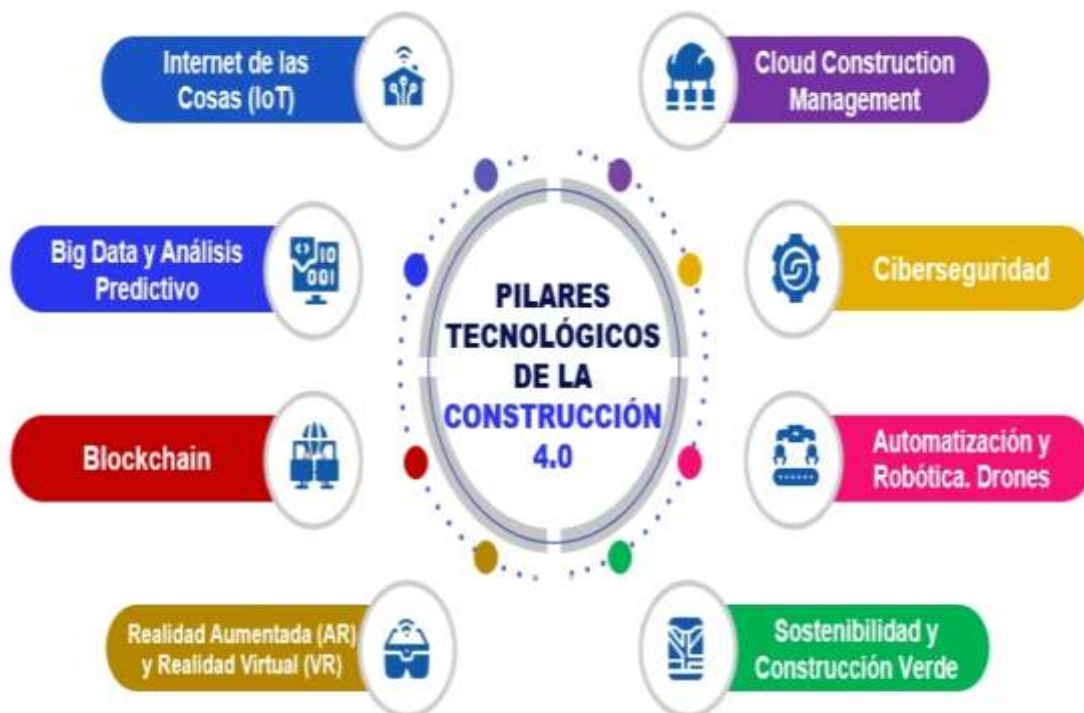 Internet de las
Cosas (IoT)
Cloud Construction
Management
Big Data y Análisis
Predictivo
Ciberseguridad
PILARES
TECNOLÓGICOS
DE LA
CONSTRUCCIÓN
4.0
Blockchain
Automatización y
Robótica. Drones
Realidad Aumentada (AR)
y Realidad Virtual (VR)
Sostenibilidad y
Construcción Verde